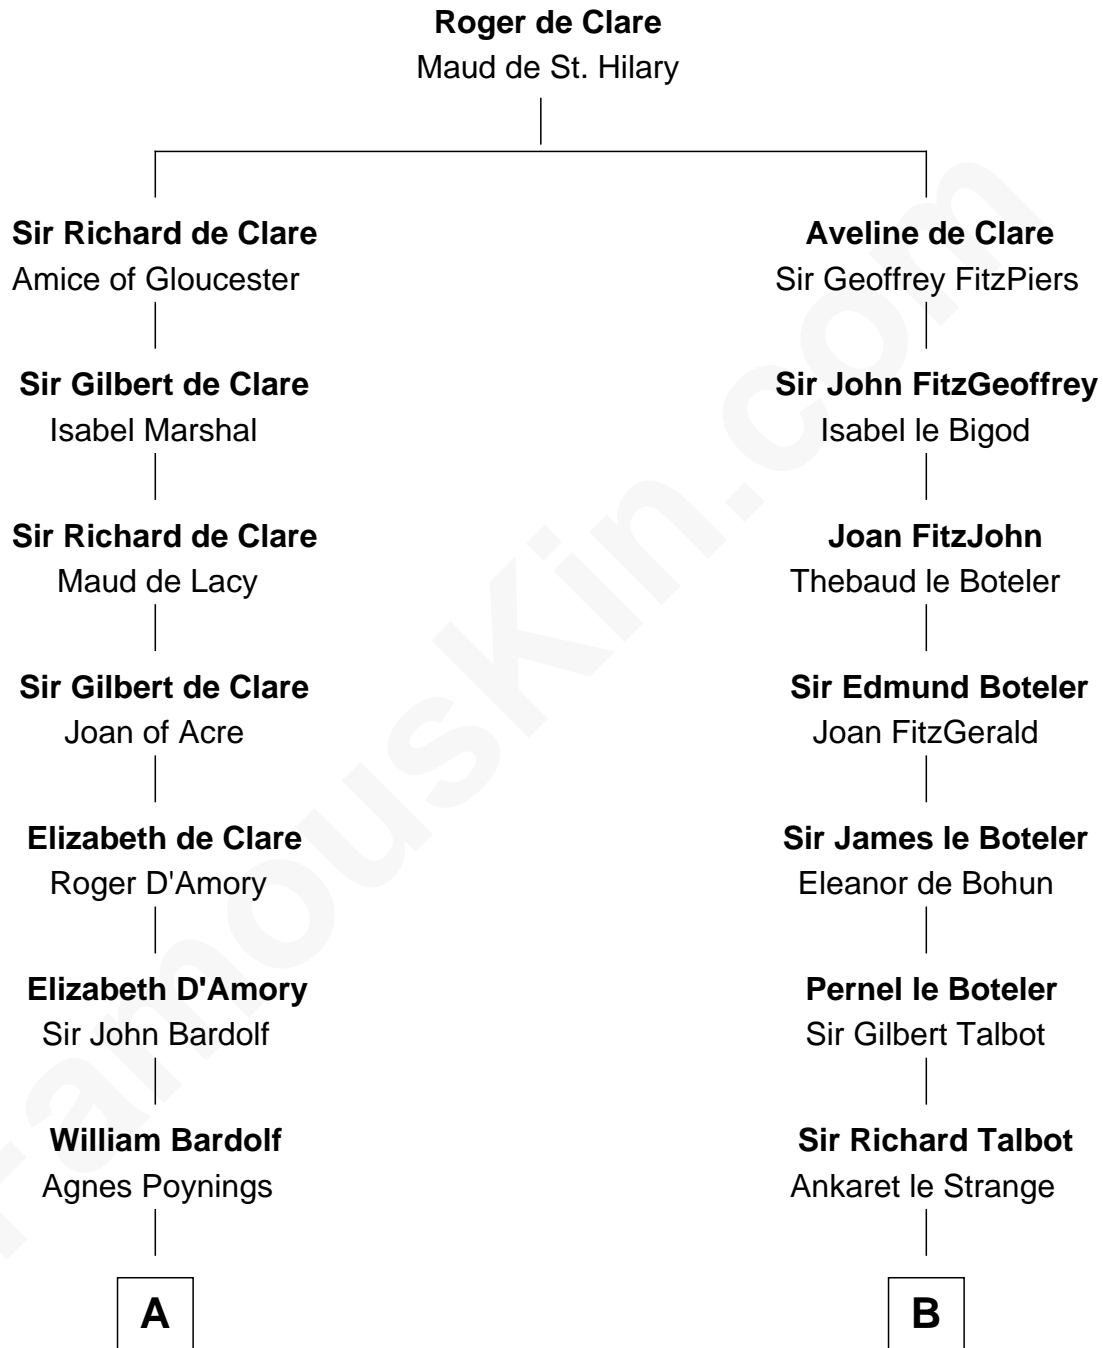 Roger de Clare
Maud de St. Hilary
Sir Richard de Clare
Amice of Gloucester
Sir Gilbert de Clare
Isabel Marshal
Sir Richard de Clare
Maud de Lacy
Sir Gilbert de Clare
Joan of Acre
Elizabeth de Clare
Roger D'Amory
Elizabeth D'Amory
Sir John Bardolf
William Bardolf
Agnes Poynings
A
Aveline de Clare
Sir Geoffrey FitzPiers
Sir John FitzGeoffrey
Isabel le Bigod
Joan FitzJohn
Thebaud le Boteler
Sir Edmund Boteler
Joan FitzGerald
Sir James le Boteler
Eleanor de Bohun
Pernel le Boteler
Sir Gilbert Talbot
Sir Richard Talbot
Ankaret le Strange
B
FamousKin.com